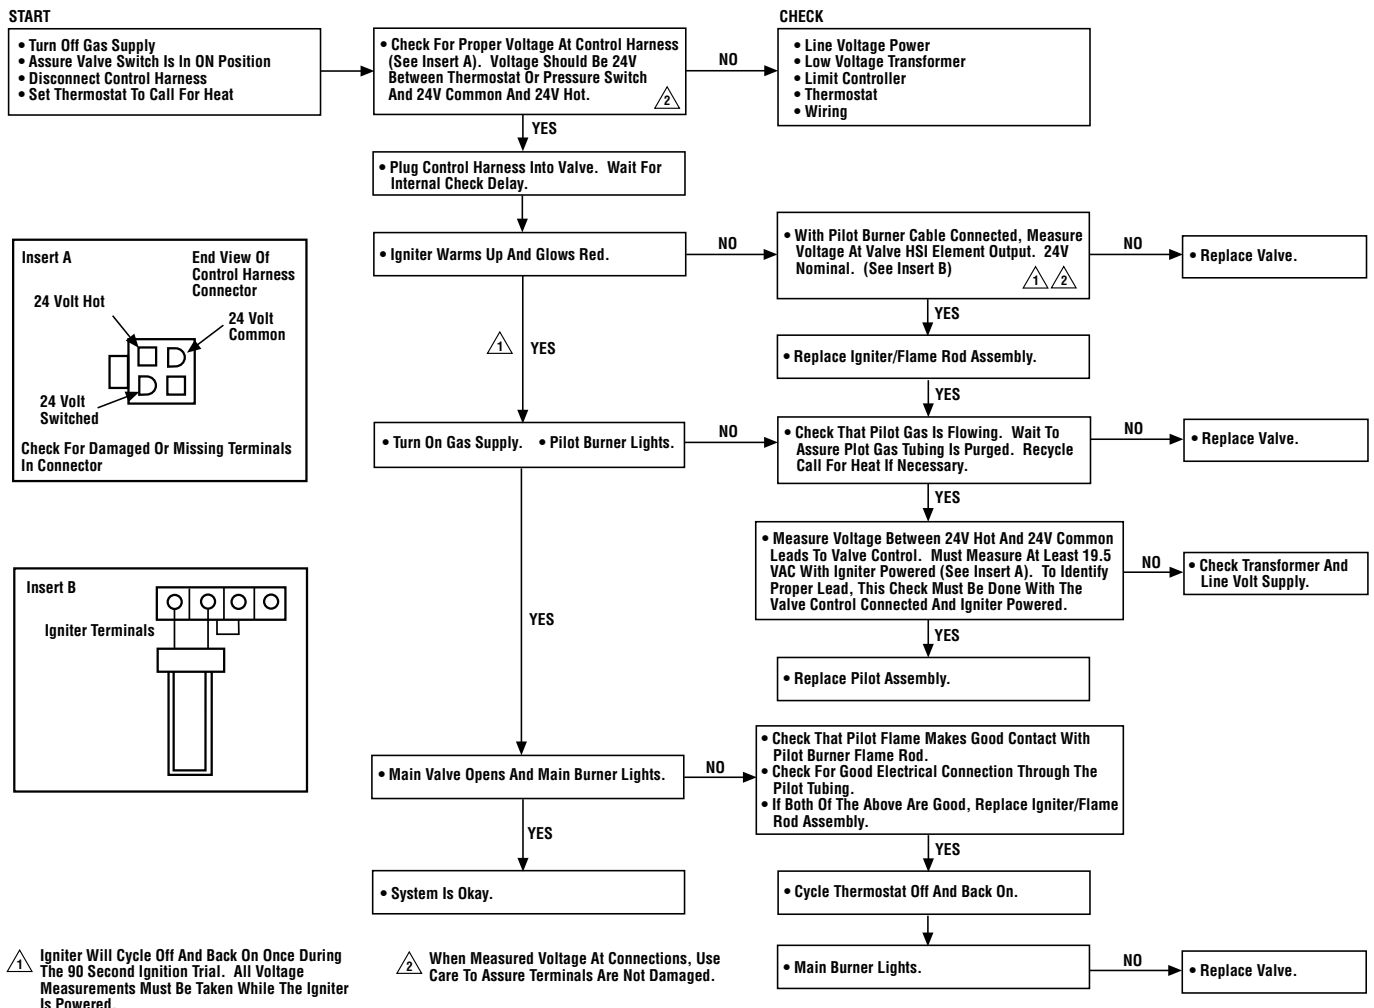 START
• Turn Off Gas Supply
• Assure Valve Switch Is In ON Position
• Disconnect Control Harness
• Set Thermostat To Call For Heat
• Check For Proper Voltage At Control Harness
(See Insert A). Voltage Should Be 24V
Between Thermostat Or Pressure Switch
And 24V Common And 24V Hot.
2
NO
CHECK
• Line Voltage Power
• Low Voltage Transformer
• Limit Controller
• Thermostat
• Wiring
YES
• Plug Control Harness Into Valve. Wait For
Internal Check Delay.
• Igniter Warms Up And Glows Red.
NO
• With Pilot Burner Cable Connected, Measure
Voltage At Valve HSI Element Output. 24V
Nominal. (See Insert B)
1 2
NO
• Replace Valve.
YES
• Replace Igniter/Flame Rod Assembly.
YES
1
YES
• Turn On Gas Supply. • Pilot Burner Lights.
NO
• Check That Pilot Gas Is Flowing. Wait To
Assure Plot Gas Tubing Is Purged. Recycle
Call For Heat If Necessary.
NO
• Replace Valve.
YES
• Measure Voltage Between 24V Hot And 24V Common
Leads To Valve Control. Must Measure At Least 19.5
VAC With Igniter Powered (See Insert A). To Identify
Proper Lead, This Check Must Be Done With The
Valve Control Connected And Igniter Powered.
NO
• Check Transformer And
Line Volt Supply.
YES
• Replace Pilot Assembly.
YES
• Main Valve Opens And Main Burner Lights.
NO
• Check That Pilot Flame Makes Good Contact With
Pilot Burner Flame Rod.
• Check For Good Electrical Connection Through The
Pilot Tubing.
• If Both Of The Above Are Good, Replace Igniter/Flame
Rod Assembly.
YES
• System Is Okay.
YES
• Cycle Thermostat Off And Back On.
• Main Burner Lights.
NO
• Replace Valve.
Insert A
End View Of
Control Harness
Connector
24 Volt Hot
24 Volt
Common
24 Volt
Switched
Check For Damaged Or Missing Terminals
In Connector
Insert B
Igniter Terminals
1 Igniter Will Cycle Off And Back On Once During
The 90 Second Ignition Trial. All Voltage
Measurements Must Be Taken While The Igniter
Is Powered.
2 When Measured Voltage At Connections, Use
Care To Assure Terminals Are Not Damaged.